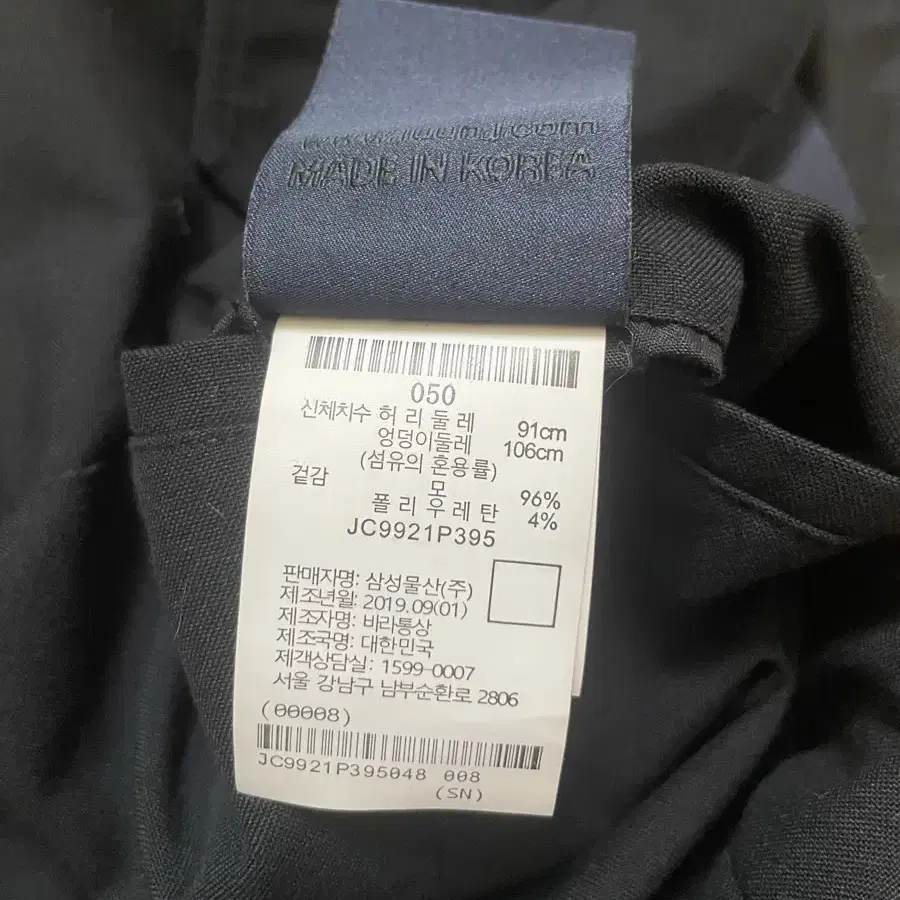 MADE IN KOREA
050
신체치수 허 리 둘 레 91cm
엉덩이둘레 106cm
(섬유의 혼용률)
겉감 모 96%
폴 리 우 레 탄 4%
JC9921P395
판매자명: 삼성물산(주)
제조년월: 2019.09(01)
제조자명: 바라통상
제조국명: 대한민국
제객상담실: 1599-0007
서울 강남구 남부순환로 2806
(00008)
JC9921P395048 008
(SN)